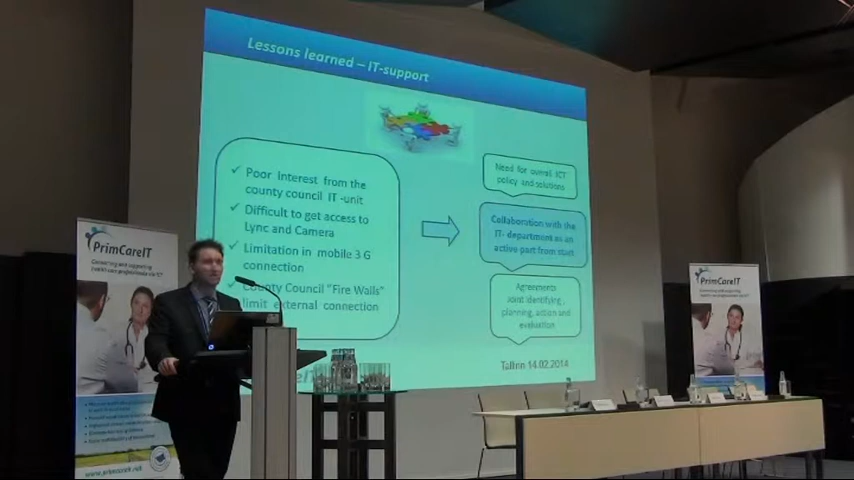 Lessons learned – IT-support
✓ Poor Interest from the
county council IT -unit
✓ Difficult to get access to
Lync and Camera
✓ Limitation in mobile 3 G
connection
✓ County Council "Fire Walls"
limit external connection
Need for overall ICT
policy and solutions
Collaboration with the
IT- department as an
active part from start
Agreements
Joint identifying,
planning, action and
evaluation
Tallinn 14.02.2014
PrimCareIT
PrimCareIT